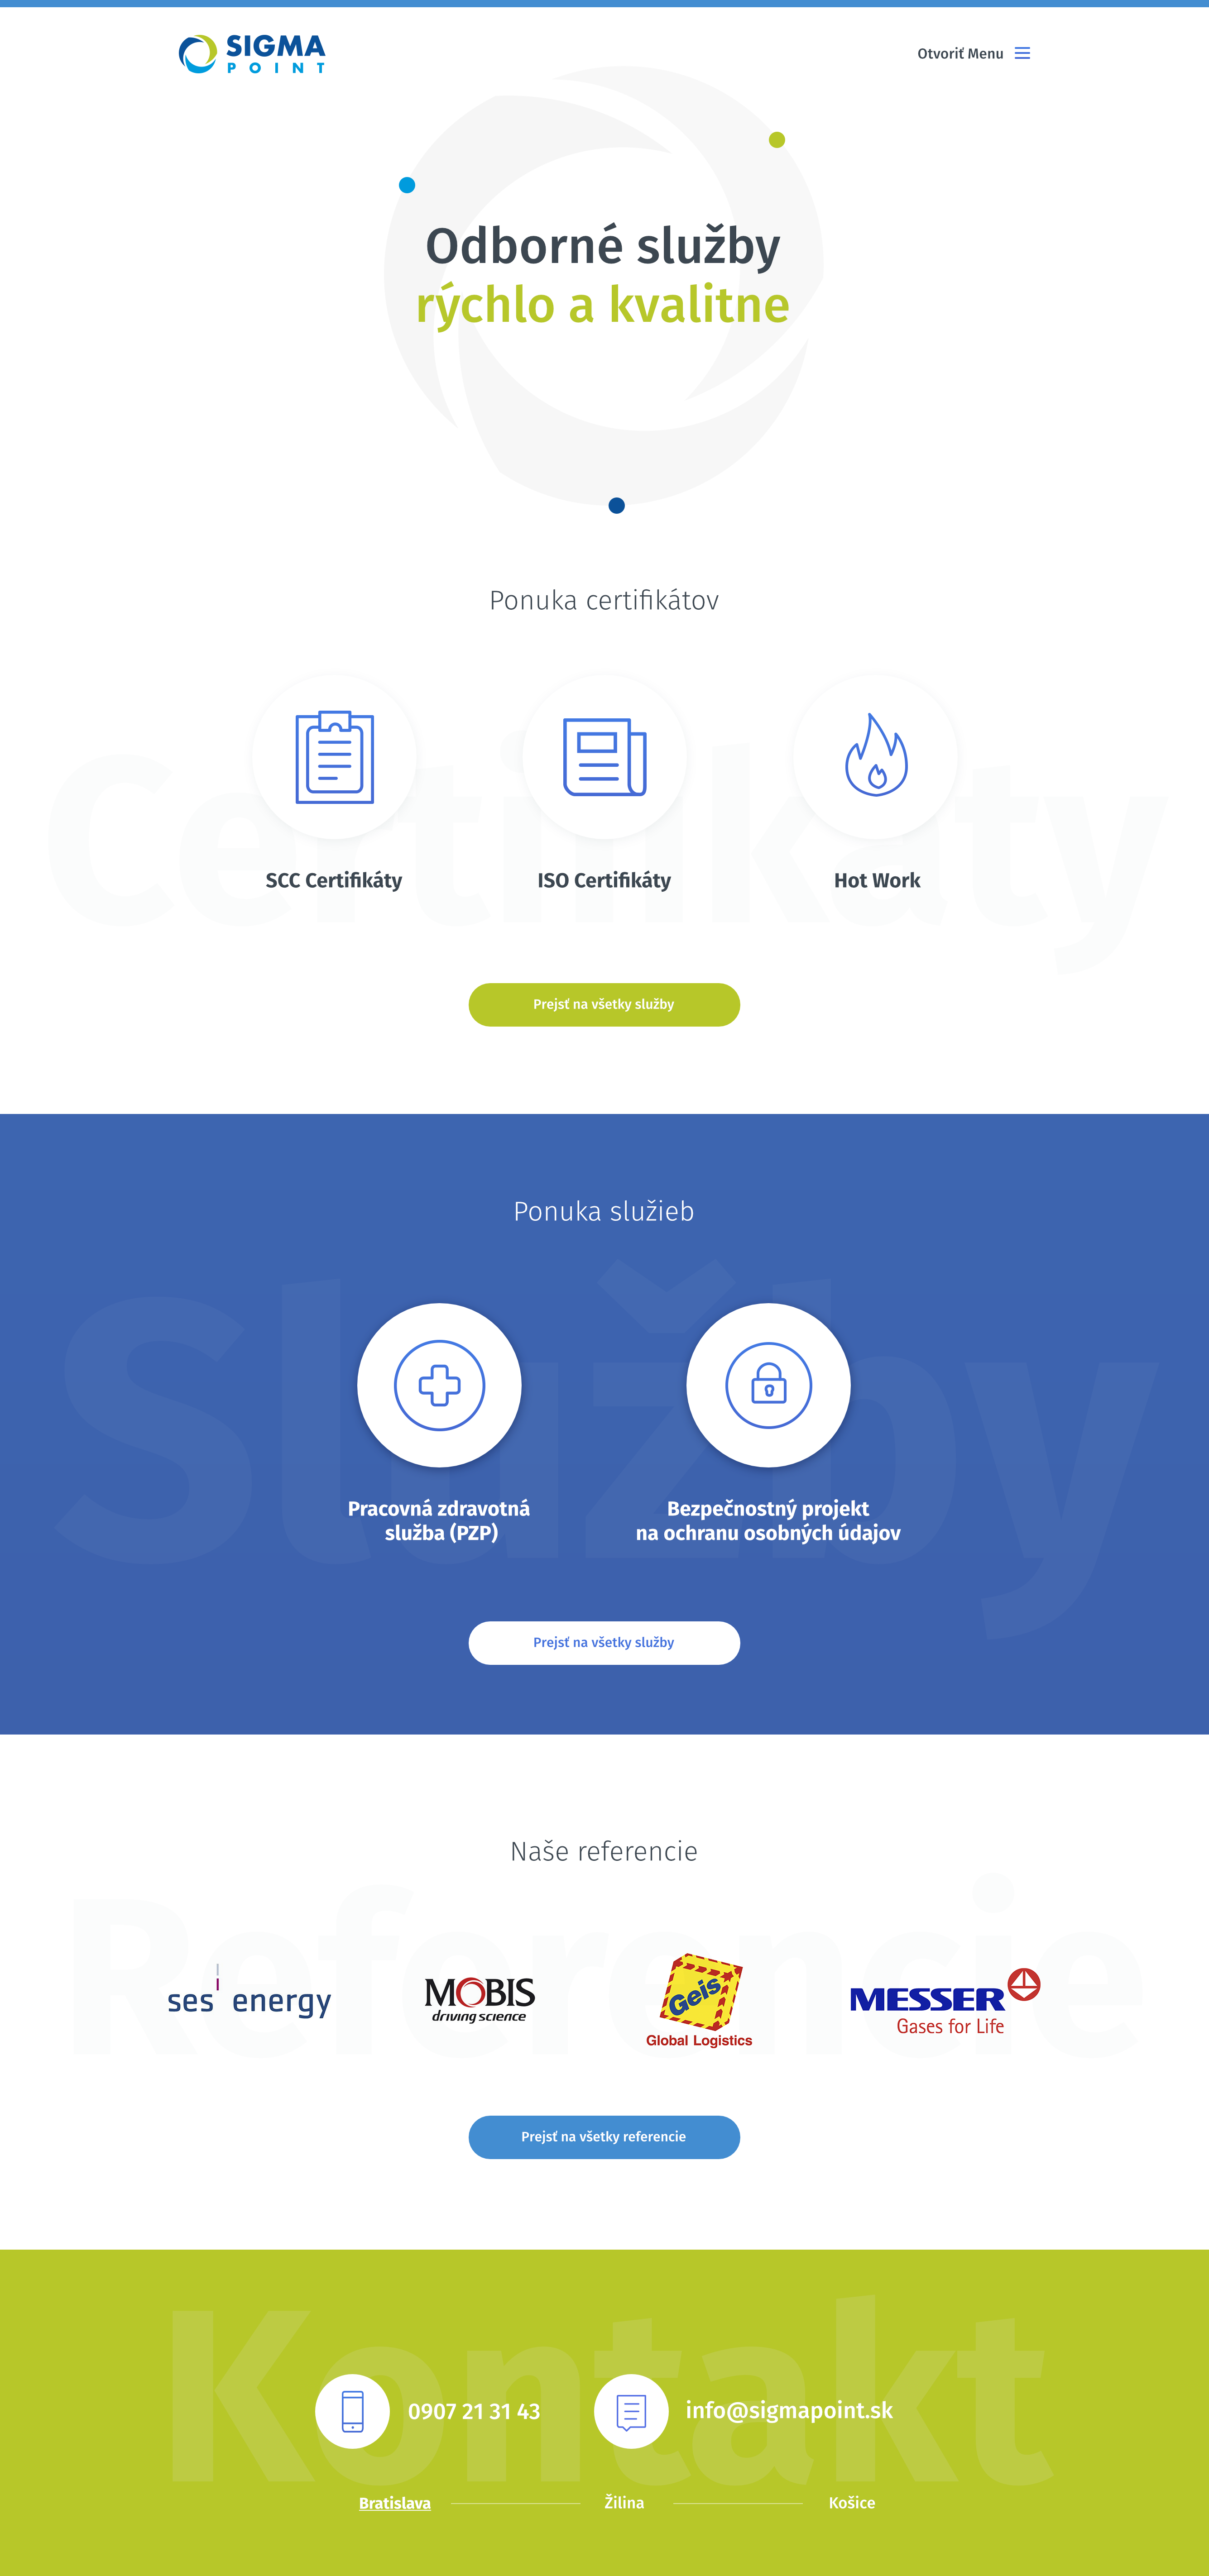 SIGMA
POINT
Otvoriť Menu
Odborné služby
rýchlo a kvalitne
Ponuka certifikátov
Certifikáty
SCC Certifikáty
ISO Certifikáty
Hot Work
Prejsť na všetky služby
Ponuka služieb
Služby
Pracovná zdravotná
služba (PZP)
Bezpečnostný projekt
na ochranu osobných údajov
Prejsť na všetky služby
Naše referencie
Referencie
ses energy
MOBIS
driving science
Geis
Global Logistics
MESSER
Gases for Life
Prejsť na všetky referencie
Kontakt
0907 21 31 43
info@sigmapoint.sk
Bratislava
Žilina
Košice